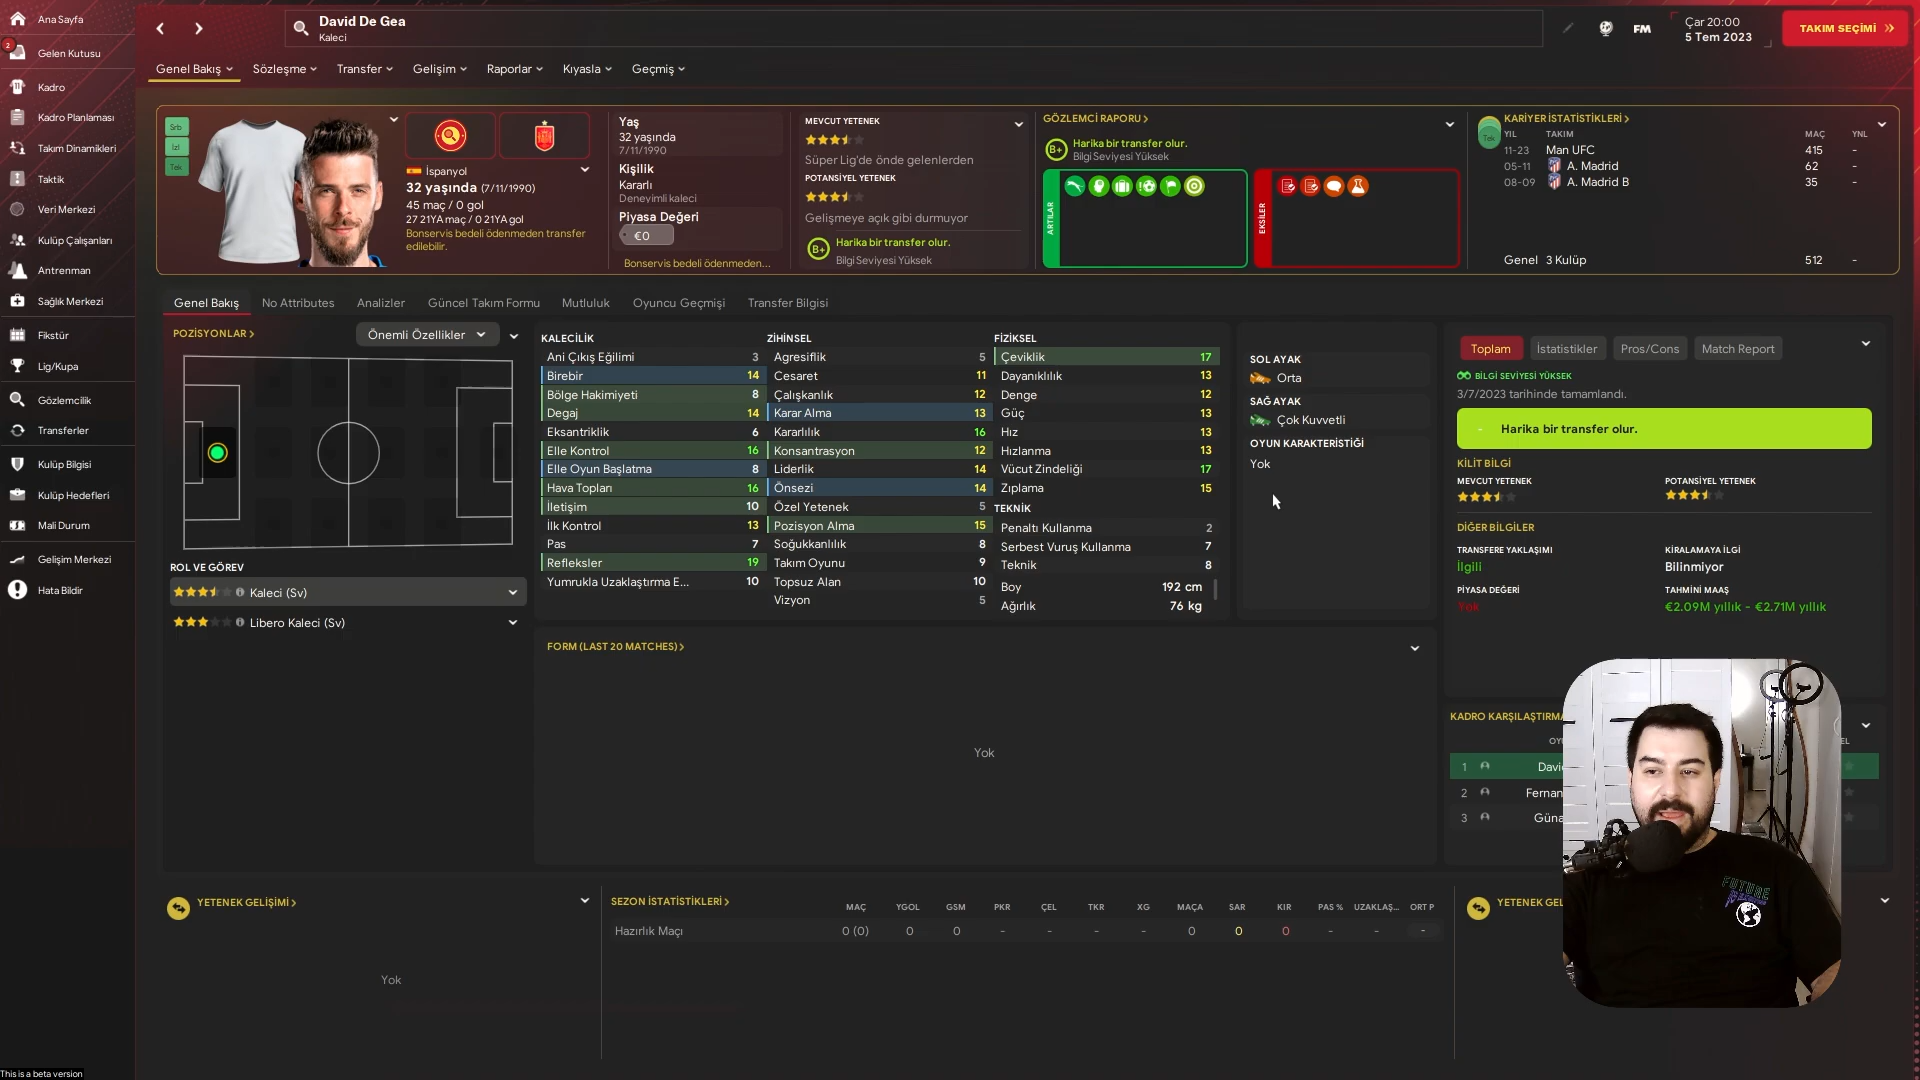 Ana Sayfa
2
Gelen Kutusu
Kadro
Kadro Planlaması
Takım Dinamikleri
Taktik
Veri Merkezi
Kulüp Çalışanları
Antrenman
Sağlık Merkezi
Fikstür
Lig/Kupa
Gözlemcilik
Transferler
Kulüp Bilgisi
Kulüp Hedefleri
Mali Durum
Gelişim Merkezi
Hata Bildir
This is a beta version
David De Gea
Kaleci
FM
Çar 20:00
5 Tem 2023
TAKIM SEÇİMİ
Genel Bakış Sözleşme Transfer Gelişim Raporlar Kıyasla Geçmiş
Srb
İzl
Tek
İspanyol
32 yaşında (7/11/1990)
45 maç / 0 gol
27 21YA maç / 0 21YA gol
Bonservis bedeli ödenmeden transfer
edilebilir.
Yaş
32 yaşında
7/11/1990
Kişilik
Kararlı
Deneyimli kaleci
Piyasa Değeri
€0
Bonservis bedeli ödenmeden...
MEVCUT YETENEK
Süper Lig'de önde gelenlerden
POTANSİYEL YETENEK
Gelişmeye açık gibi durmuyor
B+ Harika bir transfer olur.
Bilgi Seviyesi Yüksek
GÖZLEMCİ RAPORU
B+ Harika bir transfer olur.
Bilgi Seviyesi Yüksek
ARTILAR
EKSİLER
Tek
KARİYER İSTATİSTİKLERİ
YIL TAKIM MAÇ YNL
11-23 Man UFC 415 -
05-11 A. Madrid 62 -
08-09 A. Madrid B 35 -
Genel 3 Kulüp 512 -
Genel Bakış No Attributes Analizler Güncel Takım Formu Mutluluk Oyuncu Geçmişi Transfer Bilgisi
POZİSYONLAR
Önemli Özellikler
ROL VE GÖREV
Kaleci (Sv)
Libero Kaleci (Sv)
KALECİLİK
Ani Çıkış Eğilimi 3
Birebir 14
Bölge Hakimiyeti 8
Degaj 14
Eksantriklik 6
Elle Kontrol 16
Elle Oyun Başlatma 8
Hava Topları 16
İletişim 10
İlk Kontrol 13
Pas 7
Refleksler 19
Yumrukla Uzaklaştırma E... 10
ZİHİNSEL
Agresiflik 5
Cesaret 11
Çalışkanlık 12
Karar Alma 13
Kararlılık 16
Konsantrasyon 12
Liderlik 14
Önsezi 14
Özel Yetenek 5
Pozisyon Alma 15
Soğukkanlılık 8
Takım Oyunu 9
Topsuz Alan 10
Vizyon 5
FİZİKSEL
Çeviklik 17
Dayanıklılık 13
Denge 12
Güç 13
Hız 13
Hızlanma 13
Vücut Zindeliği 17
Zıplama 15
TEKNİK
Penaltı Kullanma 2
Serbest Vuruş Kullanma 7
Teknik 8
Boy 192 cm
Ağırlık 76 kg
SOL AYAK
Orta
SAĞ AYAK
Çok Kuvvetli
OYUN KARAKTERİSTİĞİ
Yok
Toplam İstatistikler Pros/Cons Match Report
BİLGİ SEVİYESİ YÜKSEK
3/7/2023 tarihinde tamamlandı.
- Harika bir transfer olur.
KİLİT BİLGİ
MEVCUT YETENEK POTANSİYEL YETENEK
DİĞER BİLGİLER
TRANSFERE YAKLAŞIMI KİRALAMAYA İLGİ
İlgili Bilinmiyor
PİYASA DEĞERİ TAHMİNİ MAAŞ
Yok €2.09M yıllık - €2.71M yıllık
FORM (LAST 20 MATCHES)
Yok
KADRO KARŞILAŞTIRMA
1
2
3
YETENEK GELİŞİMİ
Yok
SEZON İSTATİSTİKLERİ MAÇ YGOL GSM PKR ÇEL TKR XG MAÇA SAR KIR PAS % UZAKLAŞ... ORT P
Hazırlık Maçı 0 (0) 0 0 - - - - 0 0 0 - - -
YETENEK GEL
FUTURE